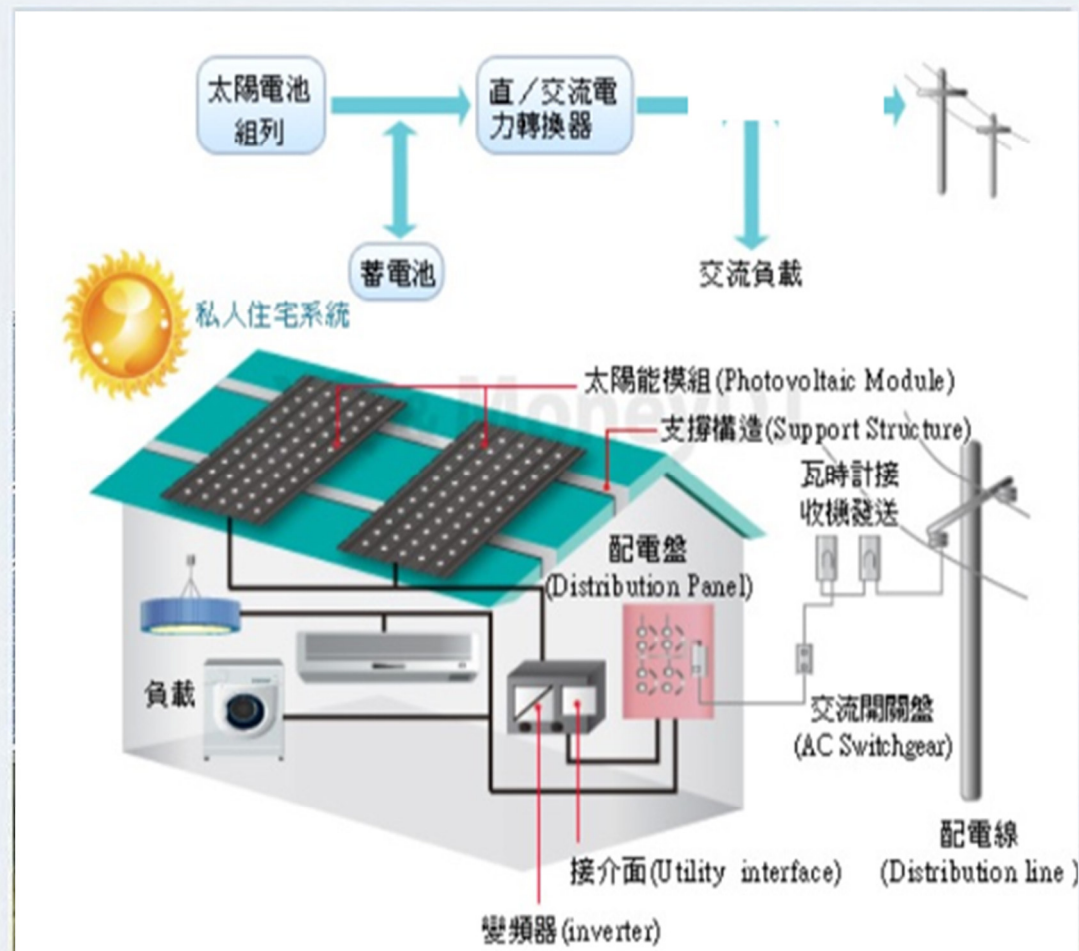 太陽電池
組列
直／交流電
力轉換器
蓄電池
交流負載
私人住宅系統
太陽能模組(Photovoltaic Module)
支撐構造(Support Structure)
瓦時計接
收機發送
配電盤
(Distribution Panel)
負載
交流開關盤
(AC Switchgear)
配電線
(Distribution line)
接介面(Utility interface)
變頻器(inverter)
MoneyDJ